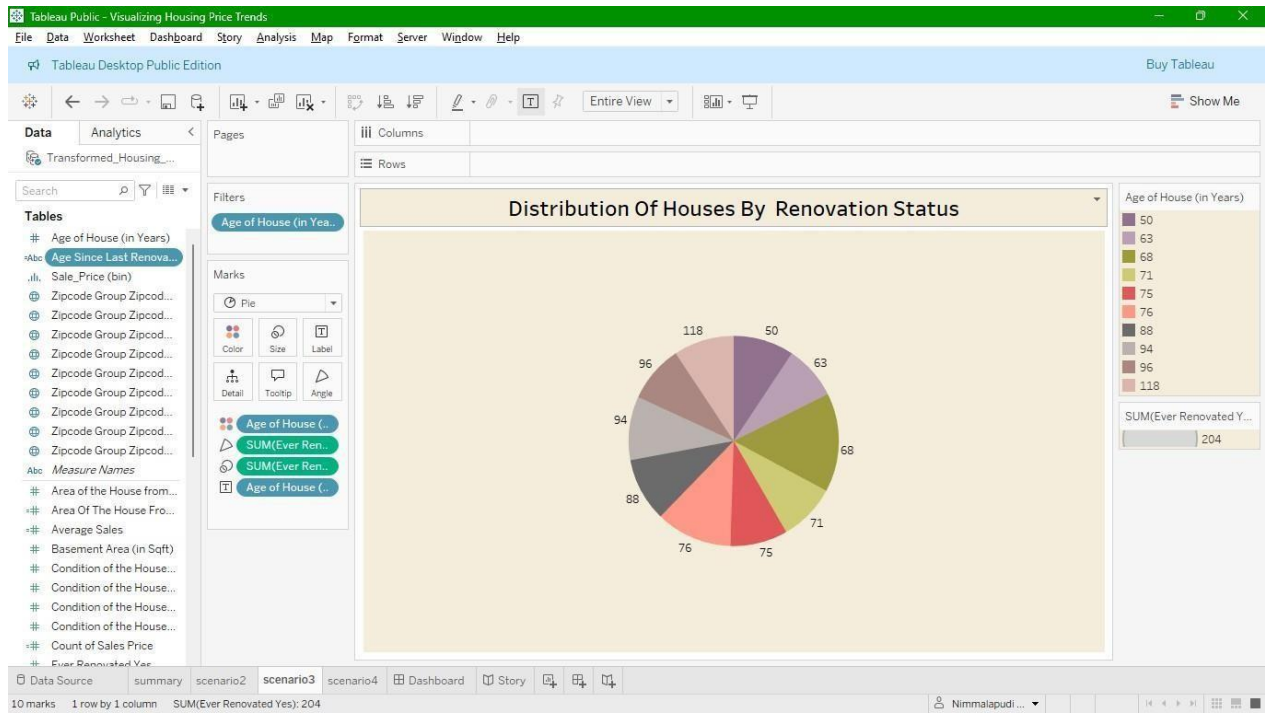 Tableau Public - Visualizing Housing Price Trends
File Data Worksheet Dashboard Story Analysis Map Format Server Window Help
Tableau Desktop Public Edition Buy Tableau
Entire View Show Me
Data Analytics
Transformed_Housing_...
Search
Tables
# Age of House (in Years)
=Abc Age Since Last Renova...
Sale_Price (bin)
Zipcode Group Zipcod...
Zipcode Group Zipcod...
Zipcode Group Zipcod...
Zipcode Group Zipcod...
Zipcode Group Zipcod...
Zipcode Group Zipcod...
Zipcode Group Zipcod...
Zipcode Group Zipcod...
Zipcode Group Zipcod...
Abc Measure Names
# Area of the House from...
=# Area Of The House Fro...
=# Average Sales
# Basement Area (in Sqft)
# Condition of the House...
# Condition of the House...
# Condition of the House...
# Condition of the House...
=# Count of Sales Price
# Ever Renovated Yes
Pages
Filters
Age of House (in Yea..
Marks
Pie
Color Size Label
Detail Tooltip Angle
Age of House (..
SUM(Ever Ren..
SUM(Ever Ren..
Age of House (..
Columns
Rows
Distribution Of Houses By Renovation Status
118 50
96 63
94 68
88 71
76 75
Age of House (in Years)
50
63
68
71
75
76
88
94
96
118
SUM(Ever Renovated Y...
204
Data Source summary scenario2 scenario3 scenario4 Dashboard Story
10 marks 1 row by 1 column SUM(Ever Renovated Yes): 204 Nimmalapudi ...